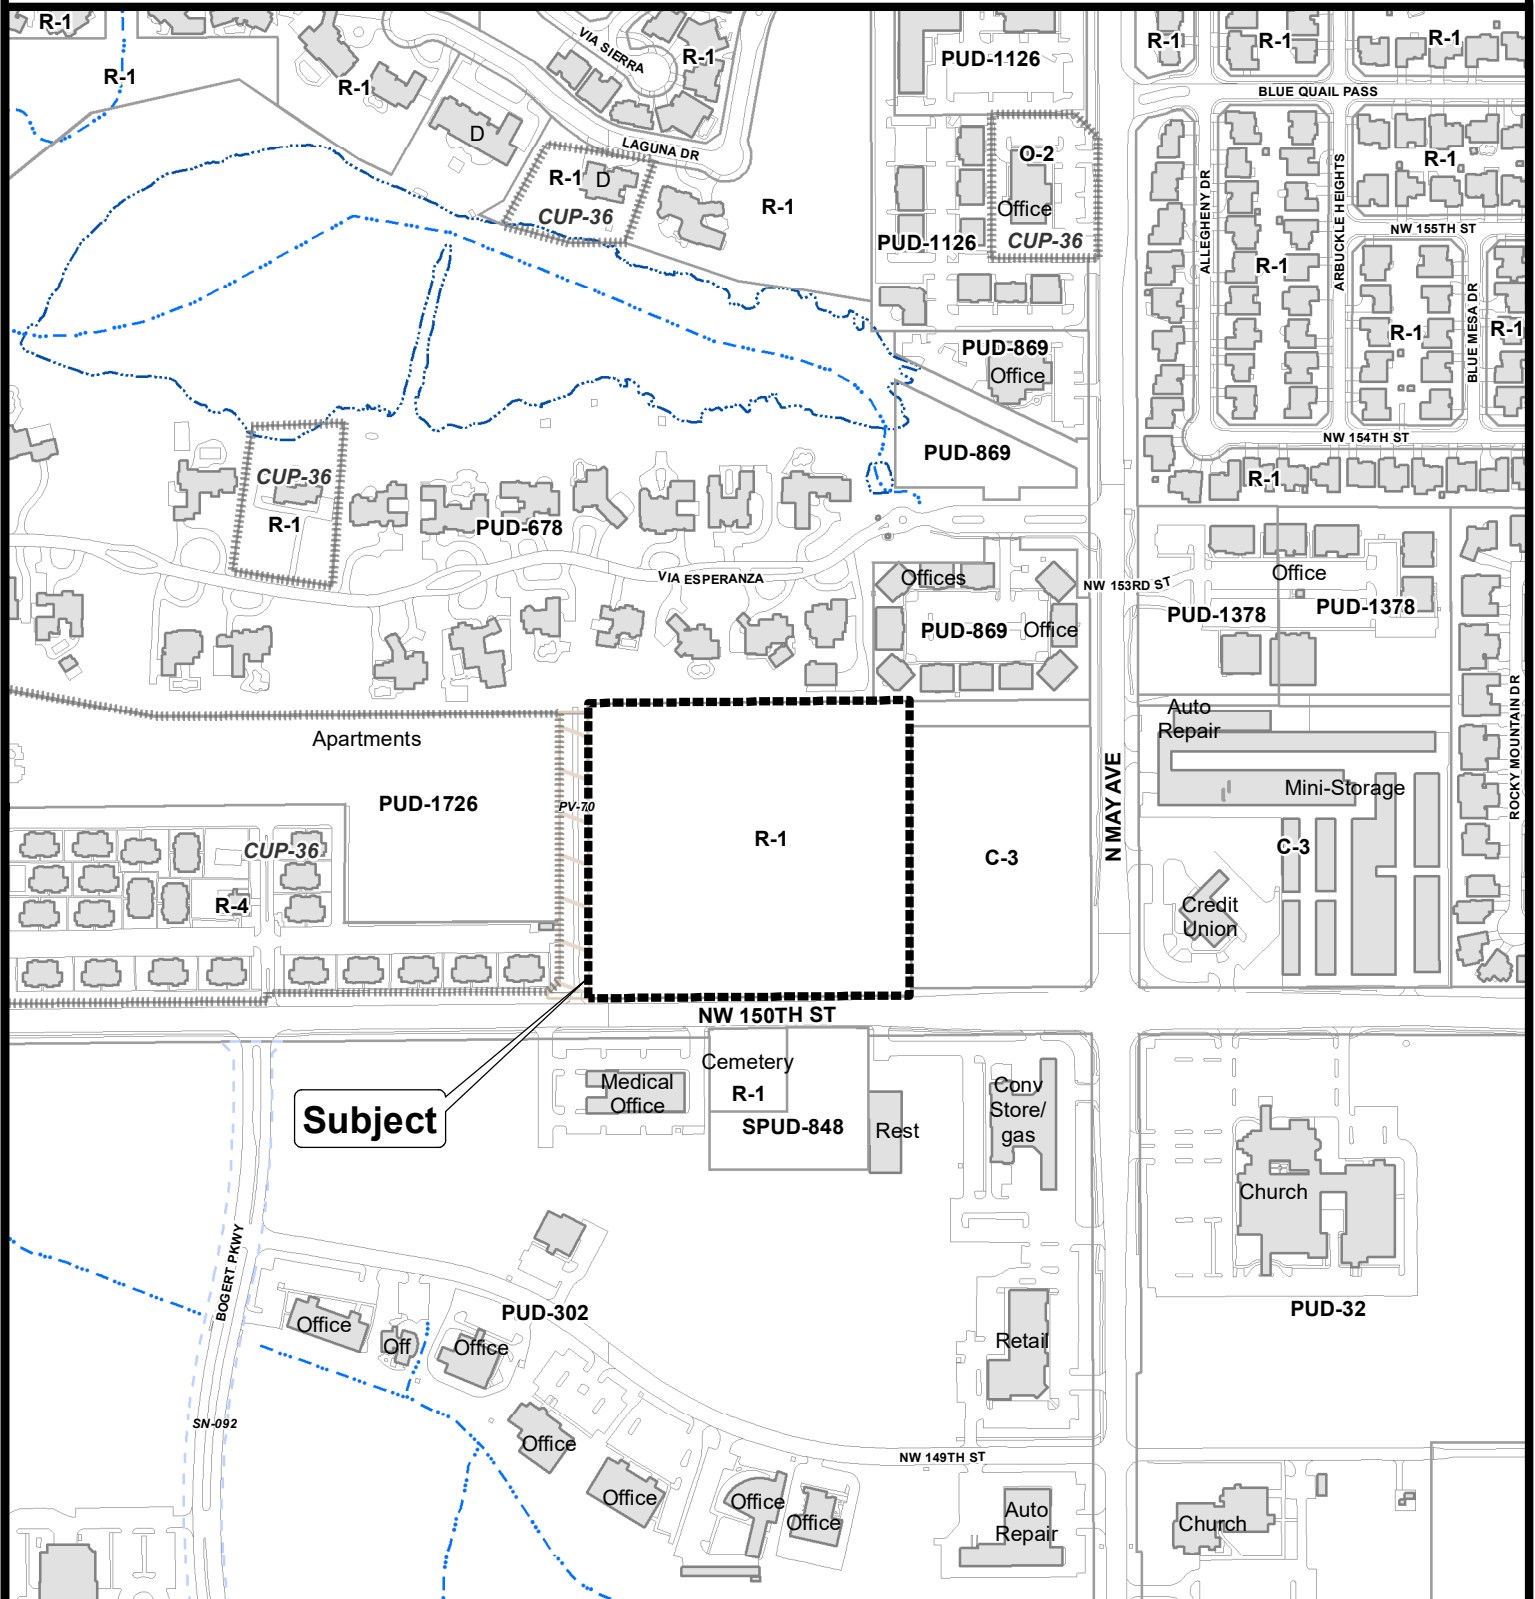 R-1
R-1
R-1
VIA SIERRA
R-1
PUD-1126
R-1
R-1
R-1
BLUE QUAIL PASS
D
LAGUNA DR
R-1
D
CUP-36
R-1
O-2
Office
PUD-1126
CUP-36
ALLEGHENY DR
ARBUCKLE HEIGHTS
R-1
NW 155TH ST
R-1
BLUE MESA DR
R-1
R-1
PUD-869
Office
NW 154TH ST
PUD-869
R-1
CUP-36
R-1
PUD-678
VIA ESPERANZA
Offices
PUD-869
Office
NW 153RD ST
Office
PUD-1378
PUD-1378
ROCKY MOUNTAIN DR
Apartments
PUD-1726
PV-70
R-1
C-3
N MAY AVE
Auto
Repair
Mini-Storage
C-3
Credit
Union
CUP-36
R-4
NW 150TH ST
Subject
Medical
Office
Cemetery
R-1
SPUD-848
Rest
Conv
Store/
gas
Church
BOGERT PKWY
PUD-302
PUD-32
Office
Off
Office
Retail
SN-092
Office
NW 149TH ST
Office
Office
Office
Auto
Repair
Church